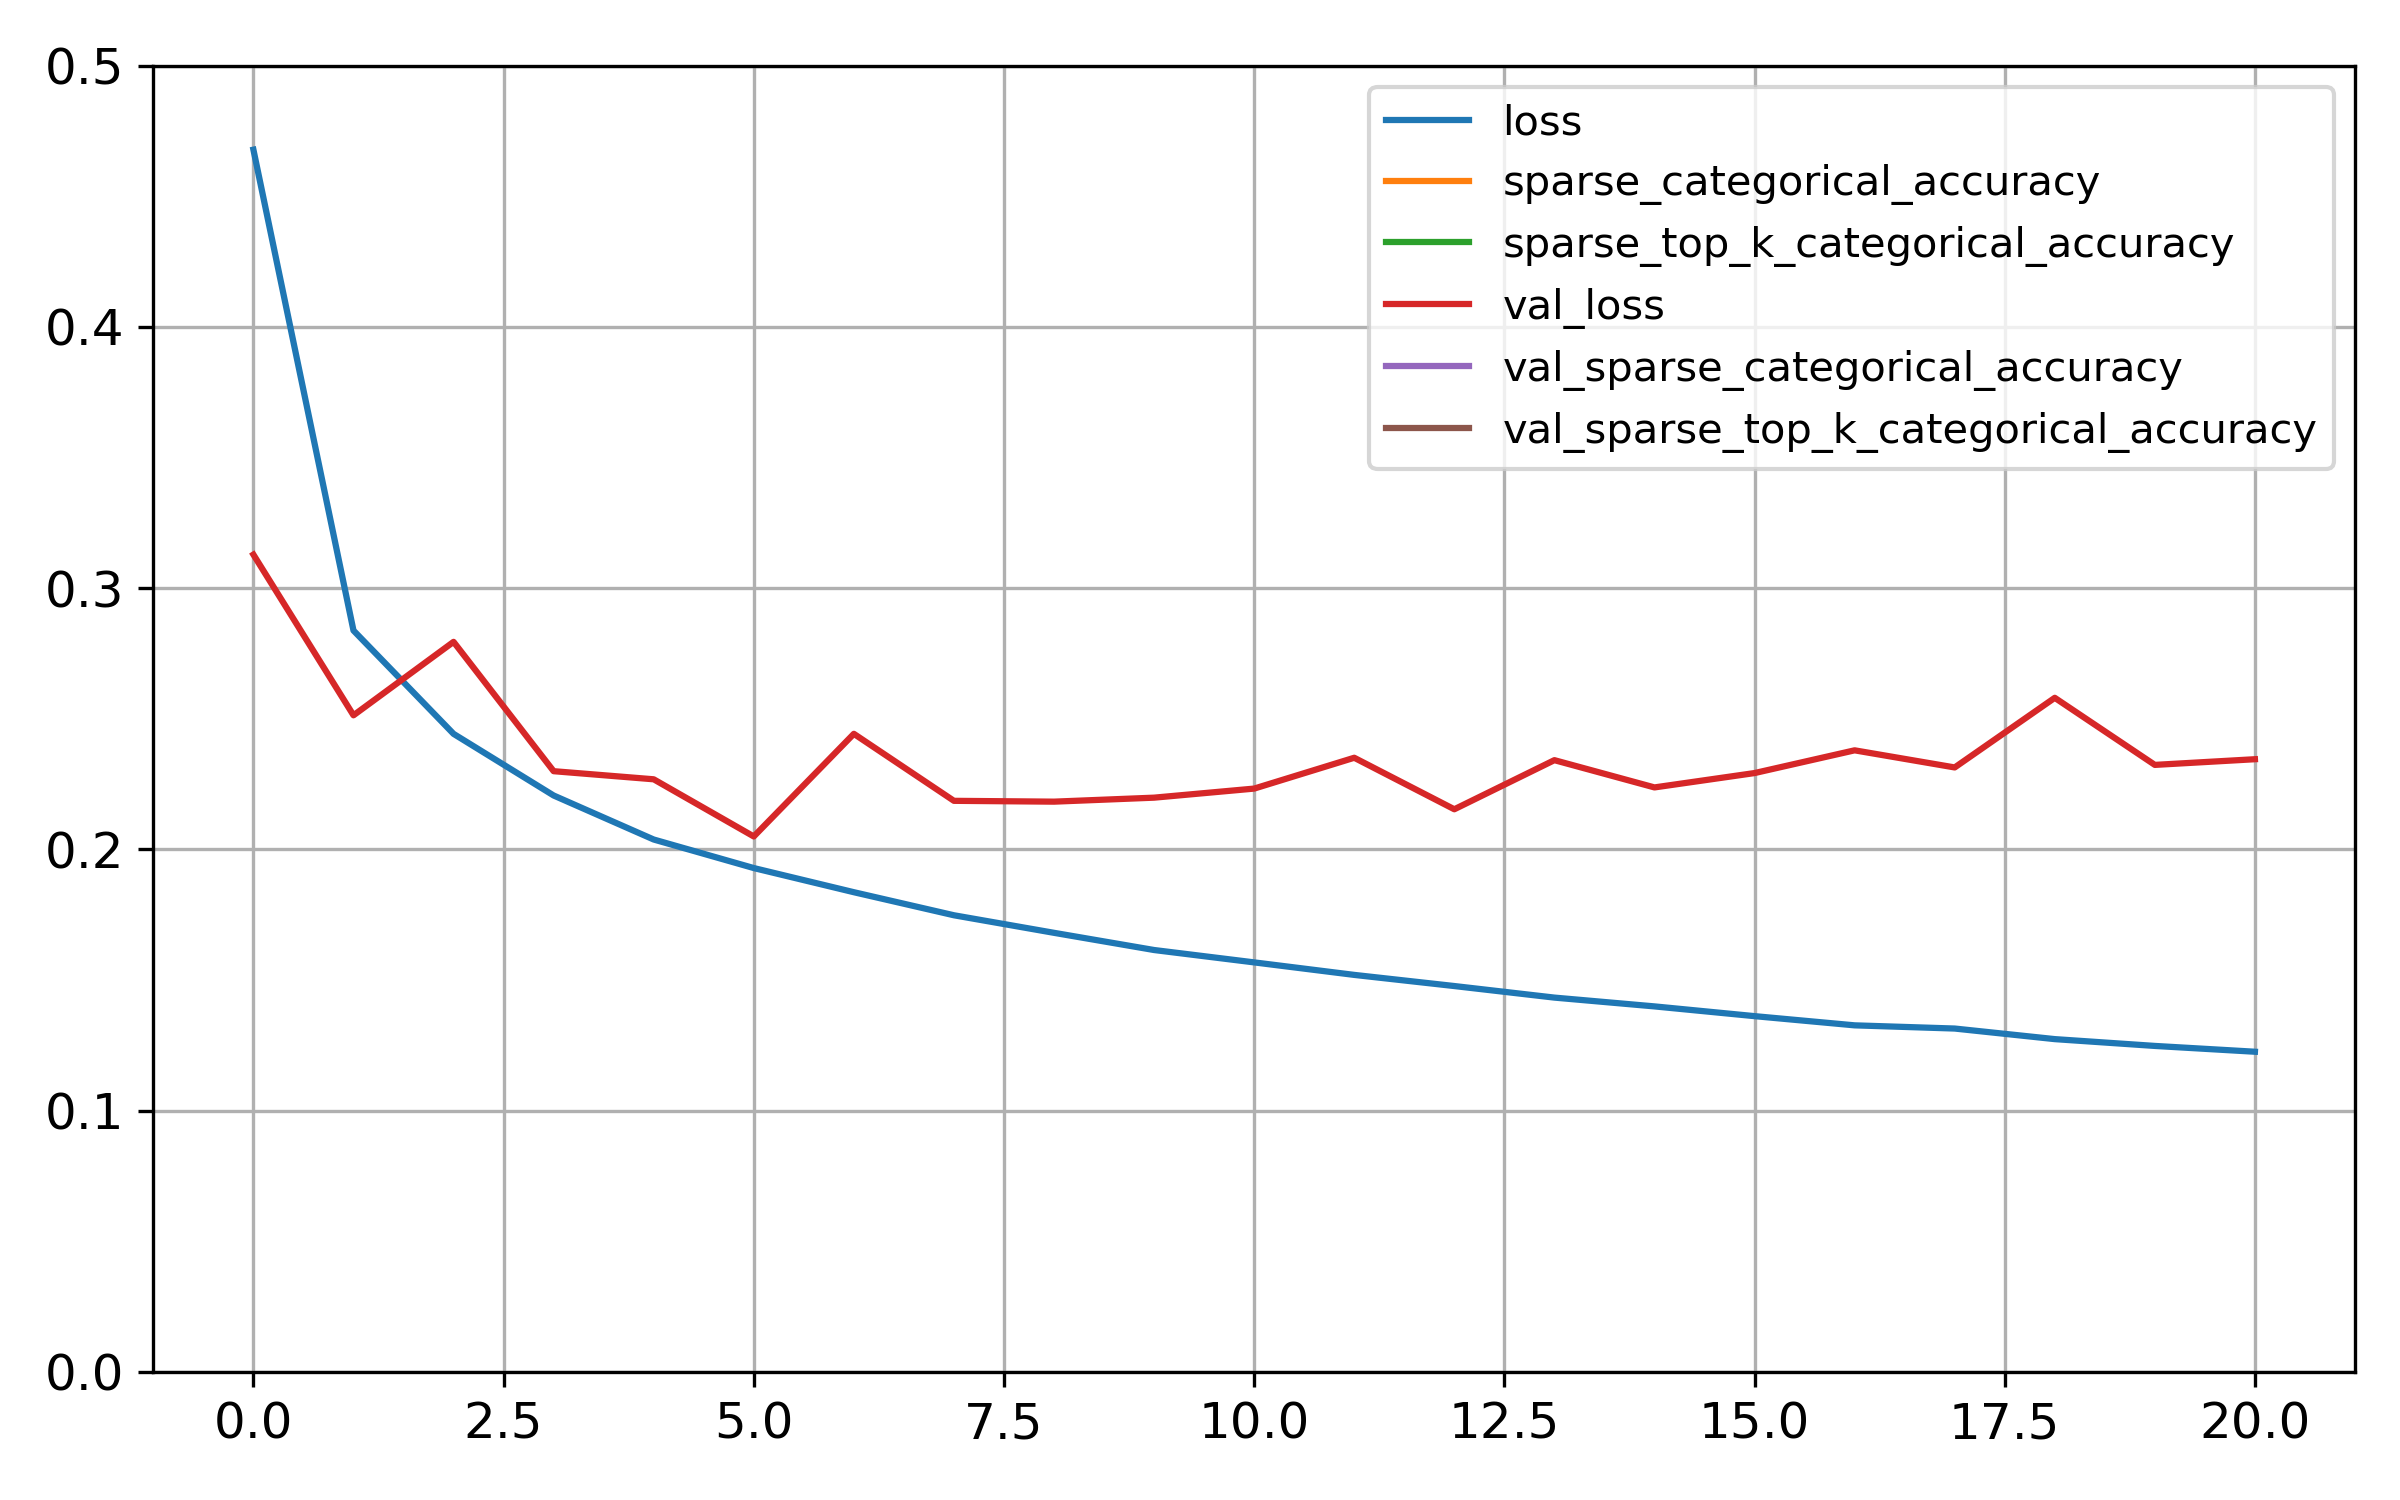 0.5
0.4
0.3
0.2
0.1
0.0
loss
sparse_categorical_accuracy
sparse_top_k_categorical_accuracy
val_loss
val_sparse_categorical_accuracy
val_sparse_top_k_categorical_accuracy
0.0 2.5 5.0 7.5 10.0 12.5 15.0 17.5 20.0